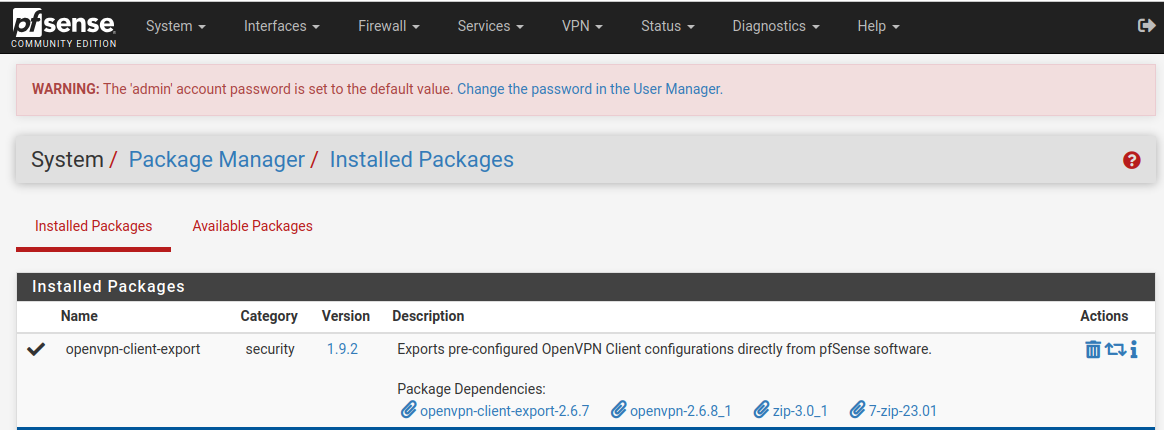 pfsense System Interfaces Firewall Services VPN Status Diagnostics Help
COMMUNITY EDITION
WARNING: The 'admin' account password is set to the default value. Change the password in the User Manager.
System / Package Manager / Installed Packages
Installed Packages Available Packages
Installed Packages
Name Category Version Description Actions
openvpn-client-export security 1.9.2 Exports pre-configured OpenVPN Client configurations directly from pfSense software.
Package Dependencies:
openvpn-client-export-2.6.7 openvpn-2.6.8_1 zip-3.0_1 7-zip-23.01